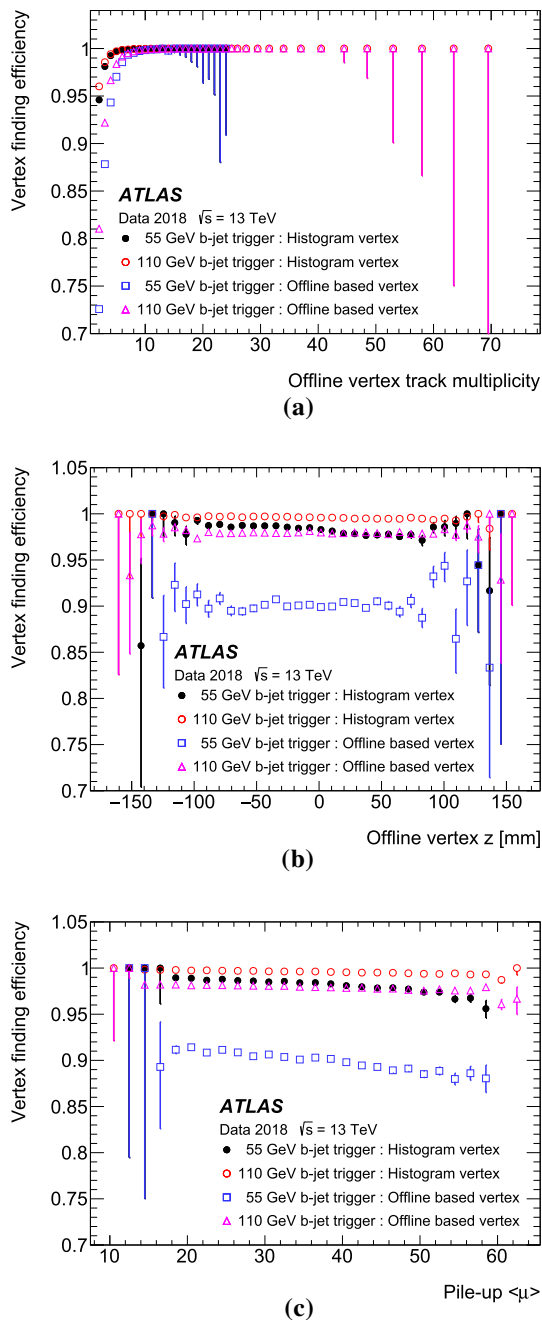 Vertex finding efficiency
1
0.95
0.9
0.85
0.8
0.75
0.7
ATLAS
Data 2018 √s = 13 TeV
55 GeV b-jet trigger : Histogram vertex
110 GeV b-jet trigger : Histogram vertex
55 GeV b-jet trigger : Offline based vertex
110 GeV b-jet trigger : Offline based vertex
10 20 30 40 50 60 70
Offline vertex track multiplicity
(a)
Vertex finding efficiency
1.05
1
0.95
0.9
0.85
0.8
0.75
0.7
ATLAS
Data 2018 √s = 13 TeV
55 GeV b-jet trigger : Histogram vertex
110 GeV b-jet trigger : Histogram vertex
55 GeV b-jet trigger : Offline based vertex
110 GeV b-jet trigger : Offline based vertex
−150 −100 −50 0 50 100 150
Offline vertex z [mm]
(b)
Vertex finding efficiency
1.05
1
0.95
0.9
0.85
0.8
0.75
0.7
ATLAS
Data 2018 √s = 13 TeV
55 GeV b-jet trigger : Histogram vertex
110 GeV b-jet trigger : Histogram vertex
55 GeV b-jet trigger : Offline based vertex
110 GeV b-jet trigger : Offline based vertex
10 20 30 40 50 60
Pile-up <μ>
(c)